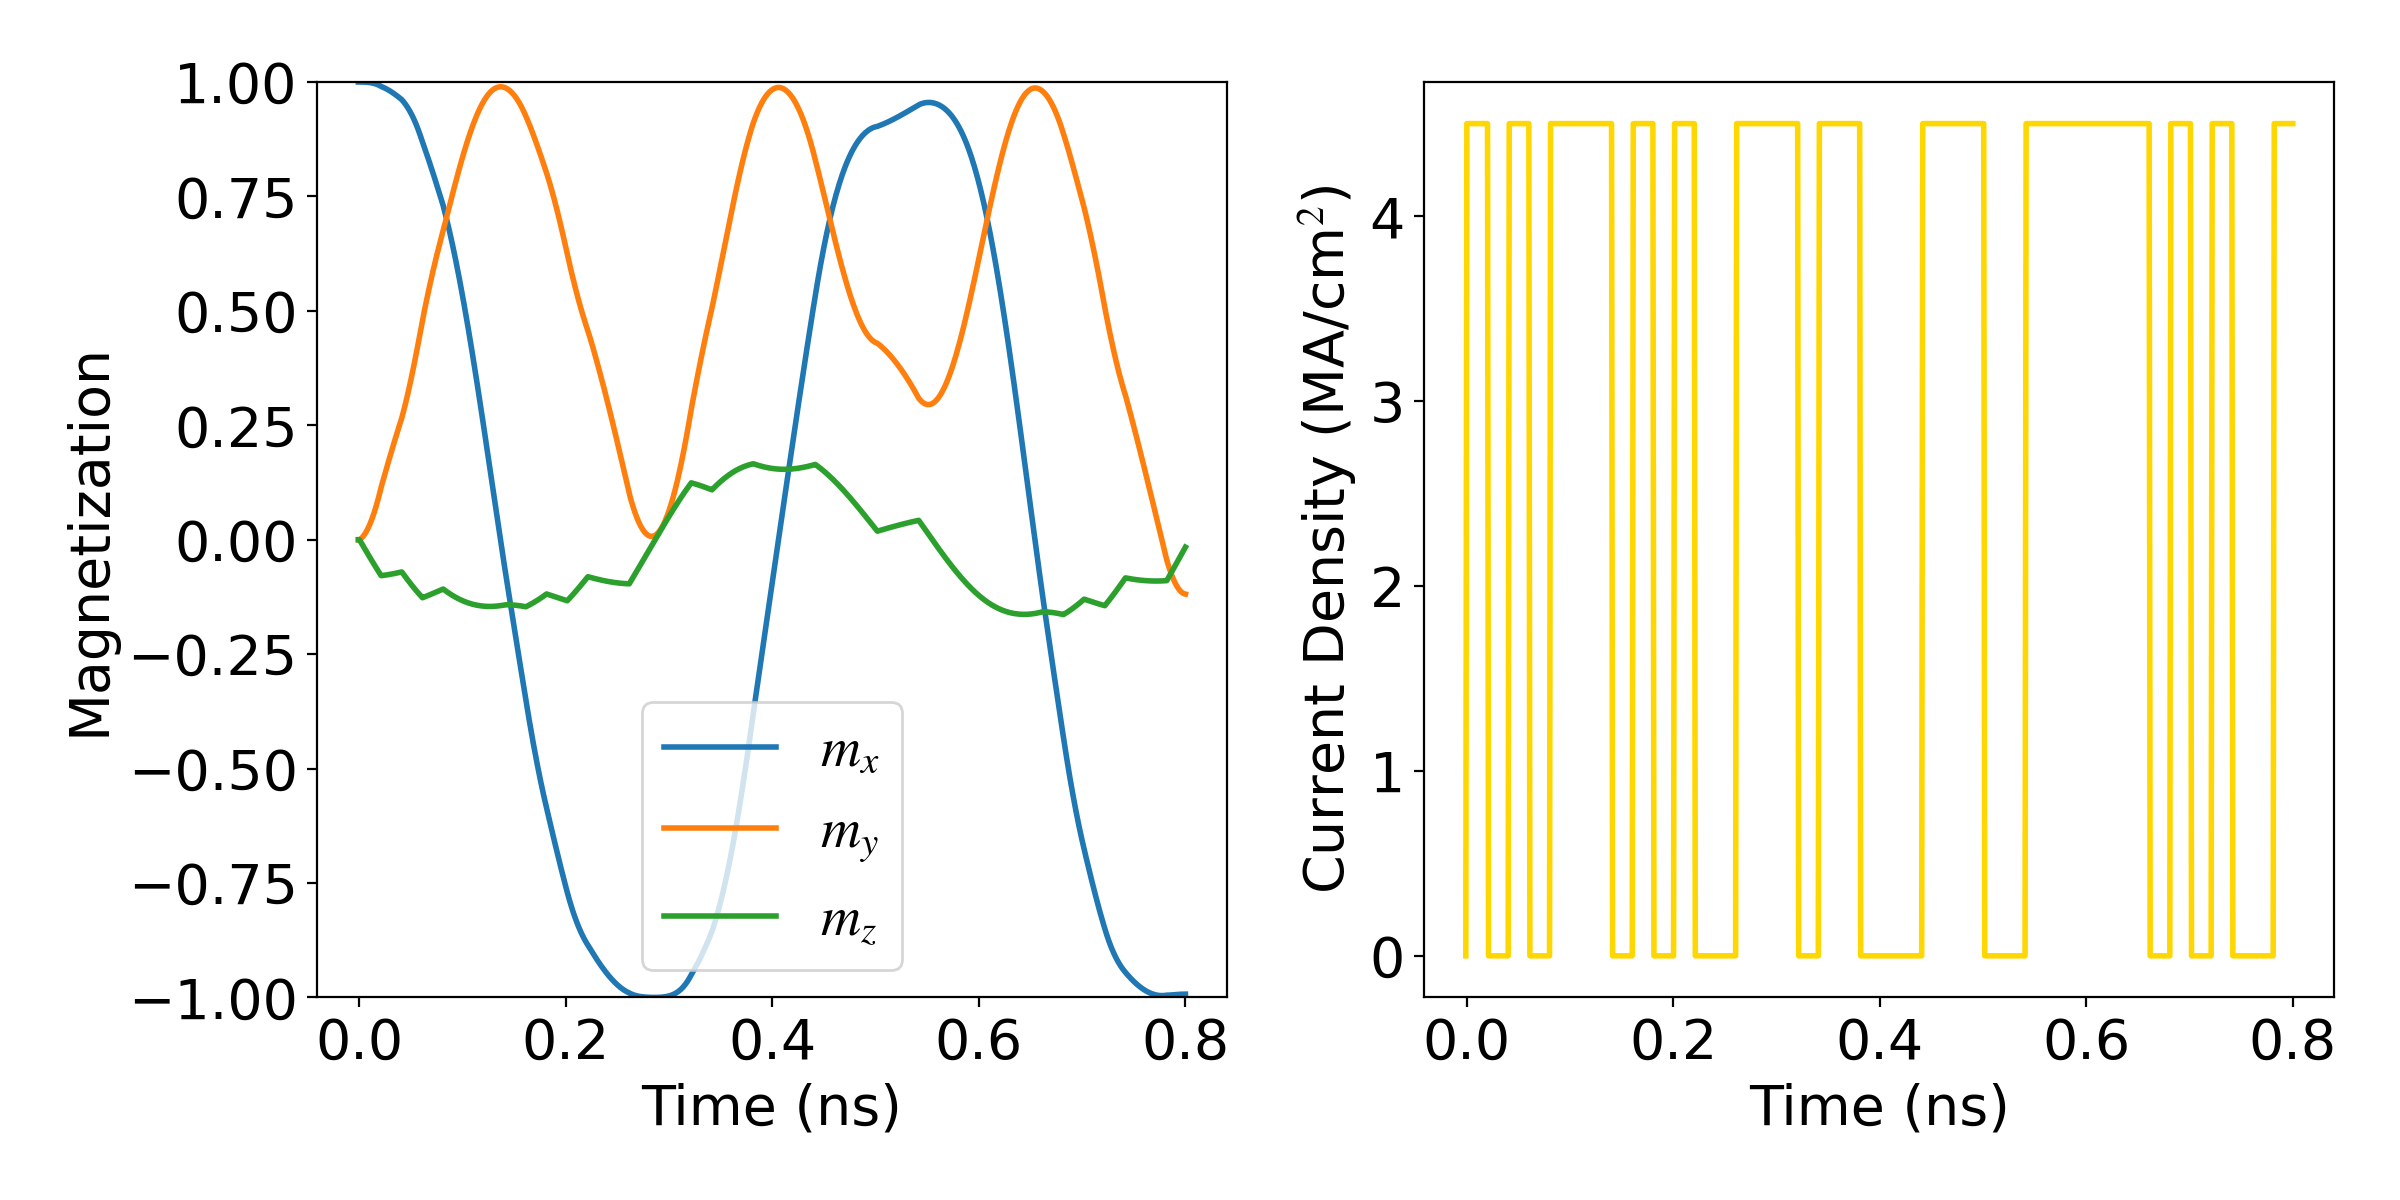 Magnetization
1.00
0.75
0.50
0.25
0.00
−0.25
−0.50
−0.75
−1.00
0.0 0.2 0.4 0.6 0.8
Time (ns)
m_x
m_y
m_z
Current Density (MA/cm²)
4
3
2
1
0
0.0 0.2 0.4 0.6 0.8
Time (ns)